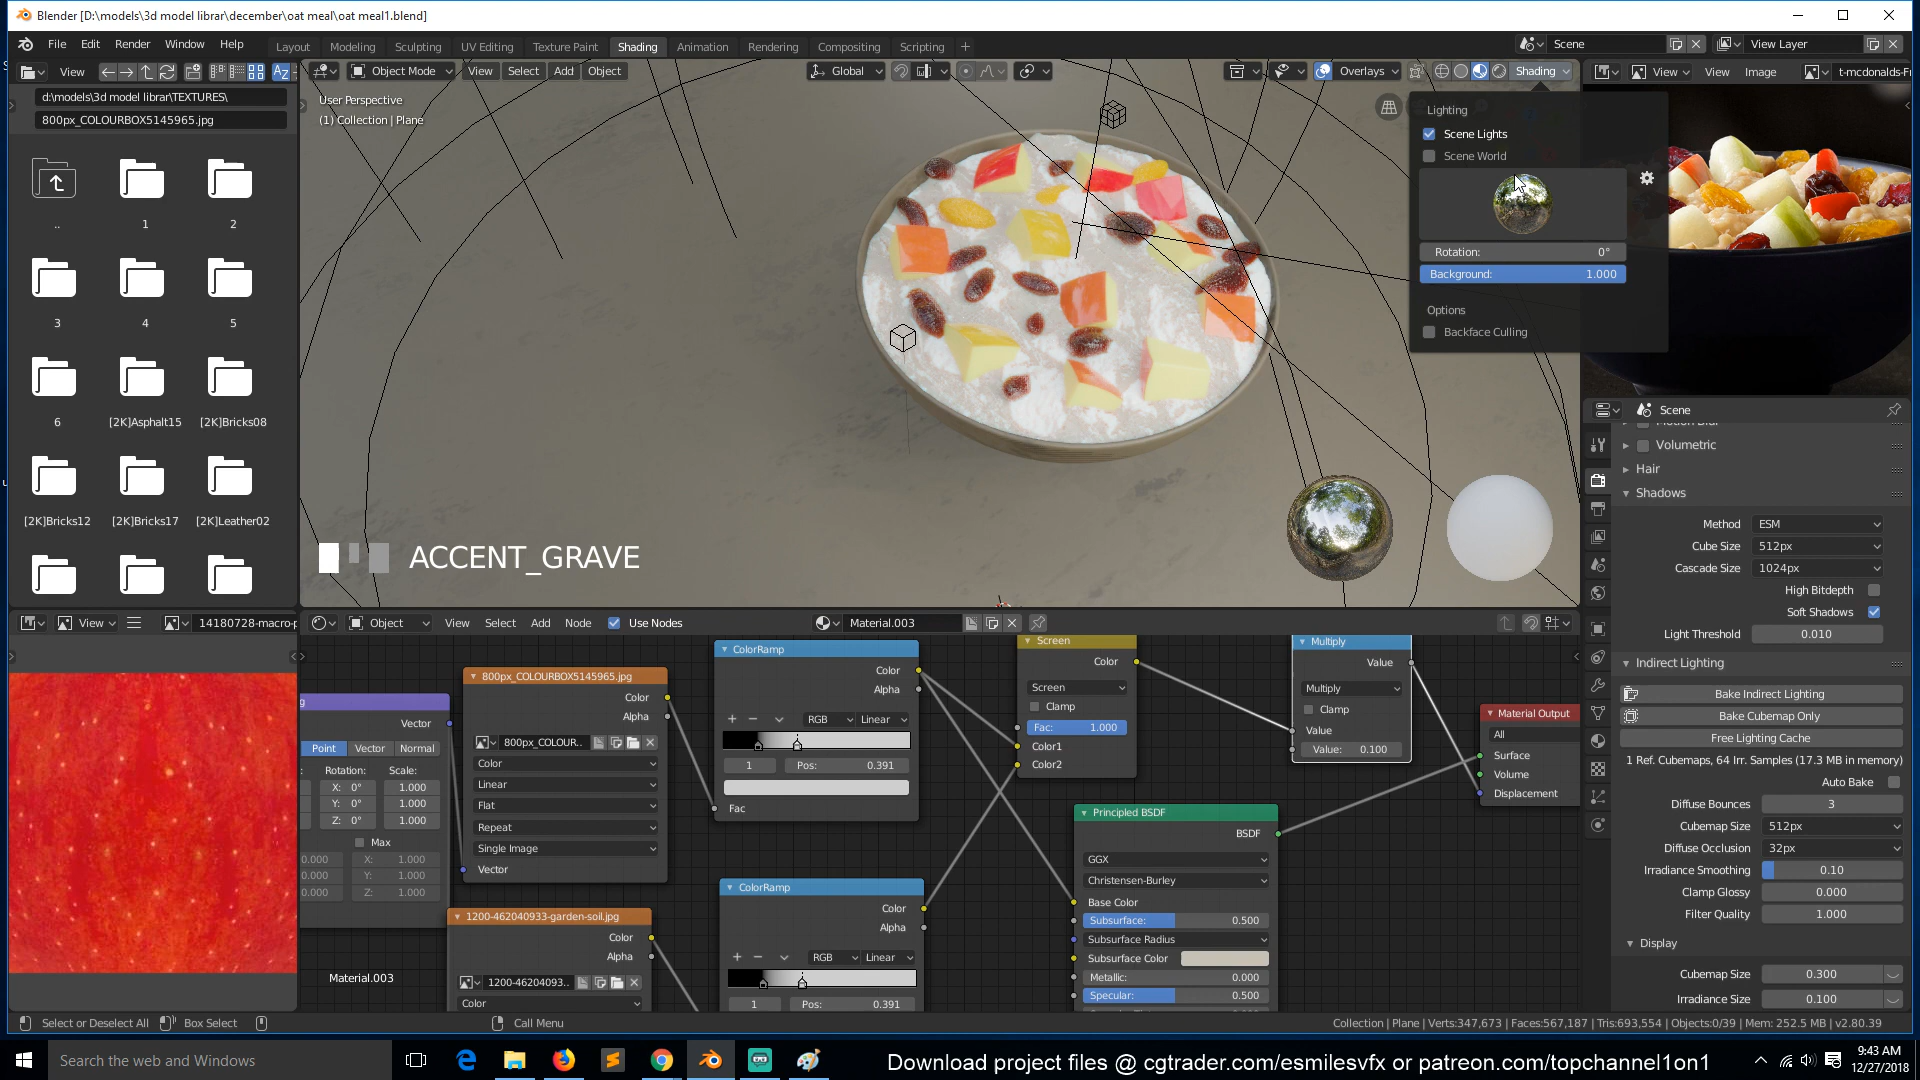 Blender [D:\models\3d model librar\december\oat meal\oat meal1.blend]
File Edit Render Window Help
Layout Modeling Sculpting UV Editing Texture Paint Shading Animation Rendering Compositing Scripting +
Scene
View Layer
View
d:\models\3d model librar\TEXTURES\
800px_COLOURBOX5145965.jpg
..
1
2
3
4
5
6
[2K]Asphalt15
[2K]Bricks08
[2K]Bricks12
[2K]Bricks17
[2K]Leather02
Object Mode View Select Add Object
Global
Overlays
Shading
User Perspective
(1) Collection | Plane
ACCENT_GRAVE
Lighting
Scene Lights
Scene World
Rotation: 0°
Background: 1.000
Options
Backface Culling
View View Image
Scene
Volumetric
Hair
Shadows
Method ESM
Cube Size 512px
Cascade Size 1024px
High Bitdepth
Soft Shadows
Light Threshold 0.010
Indirect Lighting
Bake Indirect Lighting
Bake Cubemap Only
Free Lighting Cache
1 Ref. Cubemaps, 64 Irr. Samples (17.3 MB in memory)
Auto Bake
Diffuse Bounces 3
Cubemap Size 512px
Diffuse Occlusion 32px
Irradiance Smoothing 0.10
Clamp Glossy 0.000
Filter Quality 1.000
Display
Cubemap Size 0.300
Irradiance Size 0.100
View
14180728-macro-p
Object View Select Add Node Use Nodes
Material.003
Vector
Point Vector Normal
Rotation: Scale:
X: 0° 1.000
Y: 0° 1.000
Z: 0° 1.000
Max
0.000 X: 1.000
0.000 Y: 1.000
0.000 Z: 1.000
Material.003
800px_COLOURBOX5145965.jpg
Color
Alpha
800px_COLOUR..
Color
Linear
Flat
Repeat
Single Image
Vector
1200-462040933-garden-soil.jpg
Color
Alpha
1200-46204093..
Color
ColorRamp
Color
Alpha
RGB Linear
1 Pos: 0.391
Fac
ColorRamp
Color
Alpha
RGB Linear
1 Pos: 0.391
Screen
Color
Screen
Clamp
Fac: 1.000
Color1
Color2
Principled BSDF
BSDF
GGX
Christensen-Burley
Base Color
Subsurface: 0.500
Subsurface Radius
Subsurface Color
Metallic: 0.000
Specular: 0.500
Multiply
Value
Multiply
Clamp
Value
Value: 0.100
Material Output
All
Surface
Volume
Displacement
Select or Deselect All Box Select Call Menu
Collection | Plane | Verts:347,673 | Faces:567,187 | Tris:693,554 | Objects:0/39 | Mem: 252.5 MB | v2.80.39
Search the web and Windows
Download project files @ cgtrader.com/esmilesvfx or patreon.com/topchannel1on1
9:43 AM
12/27/2018